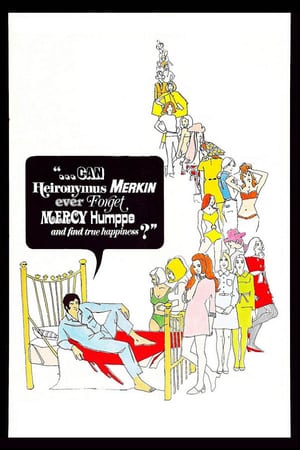 "...CAN
Heironymus MERKIN
ever Forget
MERCY Humppe
and find true happiness?"